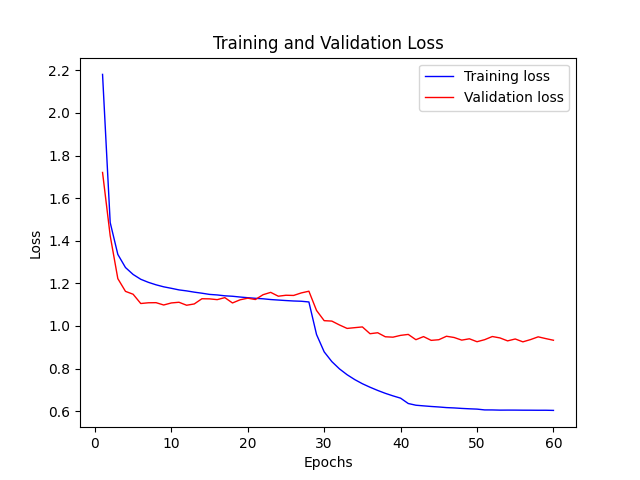 Training and Validation Loss
Training loss
Validation loss
2.2
2.0
1.8
1.6
1.4
1.2
1.0
0.8
0.6
Loss
0 10 20 30 40 50 60
Epochs